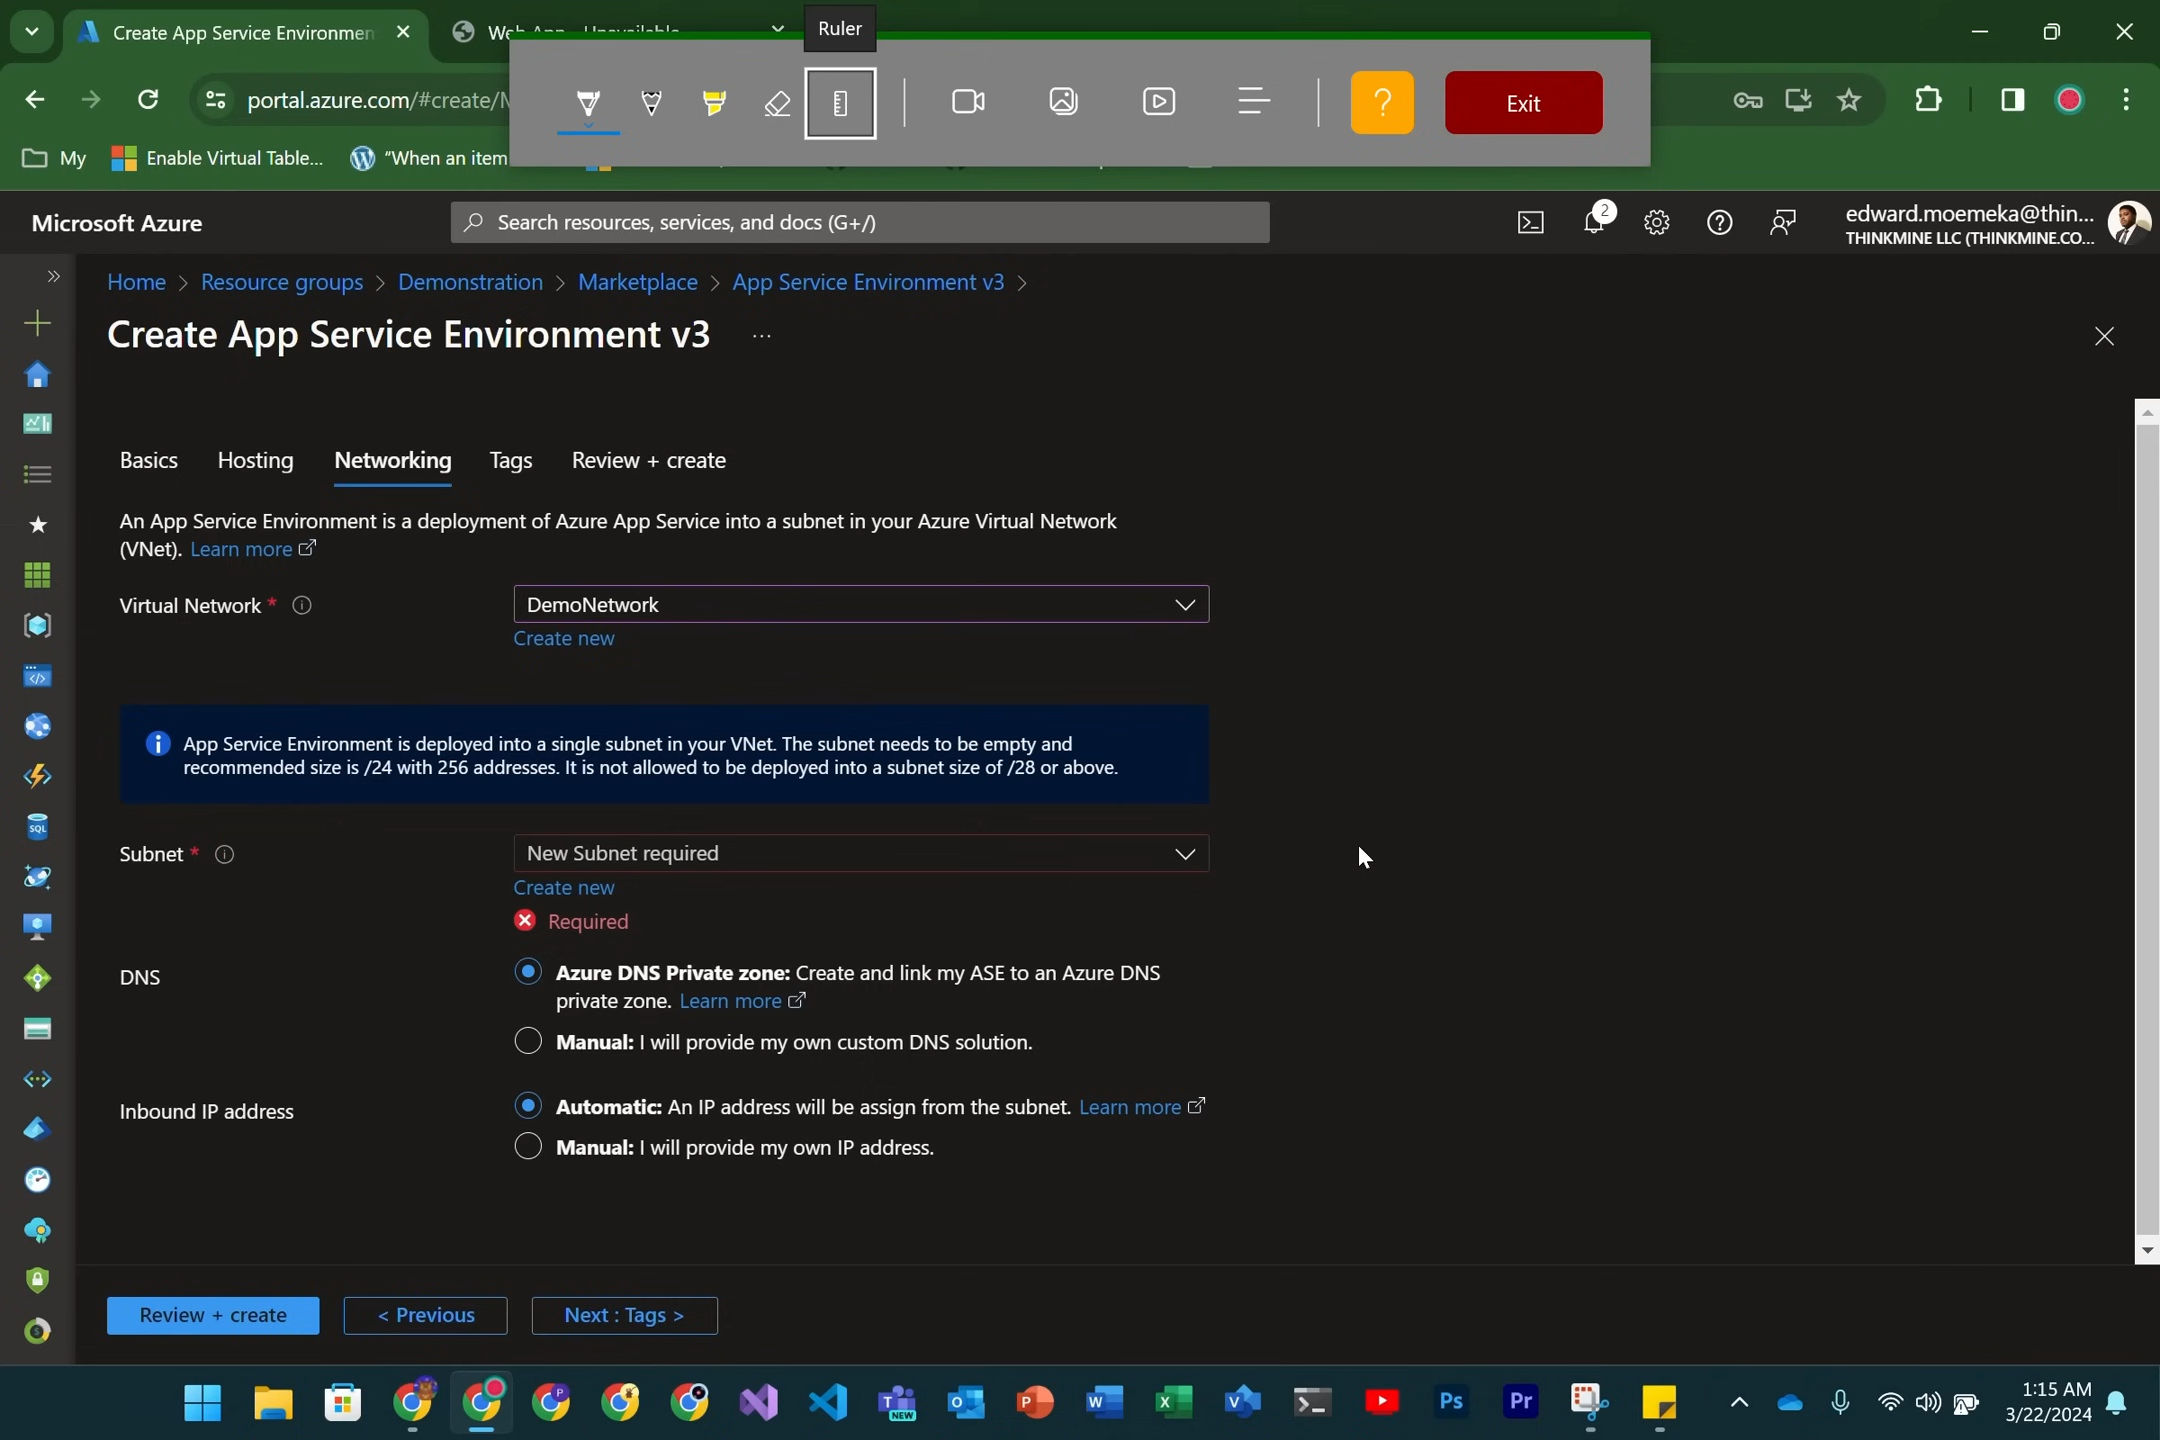 Create App Service Environmen
Ruler
portal.azure.com/#create/
?
Exit
My
Enable Virtual Table...
"When an item
Microsoft Azure
Search resources, services, and docs (G+/)
2
edward.moemeka@thin...
THINKMINE LLC (THINKMINE.CO...
Home > Resource groups > Demonstration > Marketplace > App Service Environment v3 >
Create App Service Environment v3 ...
Basics
Hosting
Networking
Tags
Review + create
An App Service Environment is a deployment of Azure App Service into a subnet in your Azure Virtual Network
(VNet). Learn more
Virtual Network *
DemoNetwork
Create new
App Service Environment is deployed into a single subnet in your VNet. The subnet needs to be empty and
recommended size is /24 with 256 addresses. It is not allowed to be deployed into a subnet size of /28 or above.
Subnet *
New Subnet required
Create new
Required
DNS
Azure DNS Private zone: Create and link my ASE to an Azure DNS
private zone. Learn more
Manual: I will provide my own custom DNS solution.
Inbound IP address
Automatic: An IP address will be assign from the subnet. Learn more
Manual: I will provide my own IP address.
SQL
Review + create
< Previous
Next : Tags >
P
T
NEW
P
W
X
V
Ps
Pr
1:15 AM
3/22/2024